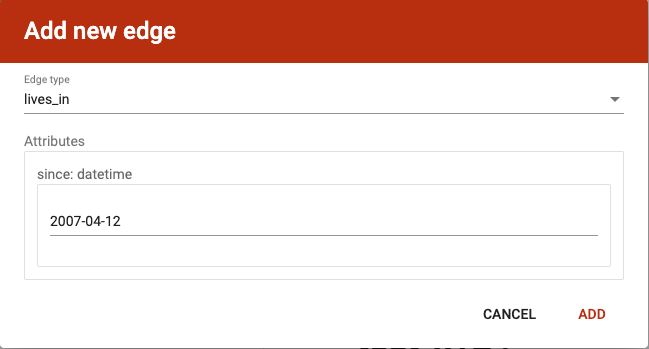 Add new edge
Edge type
lives_in
Attributes
since: datetime
2007-04-12
CANCEL ADD